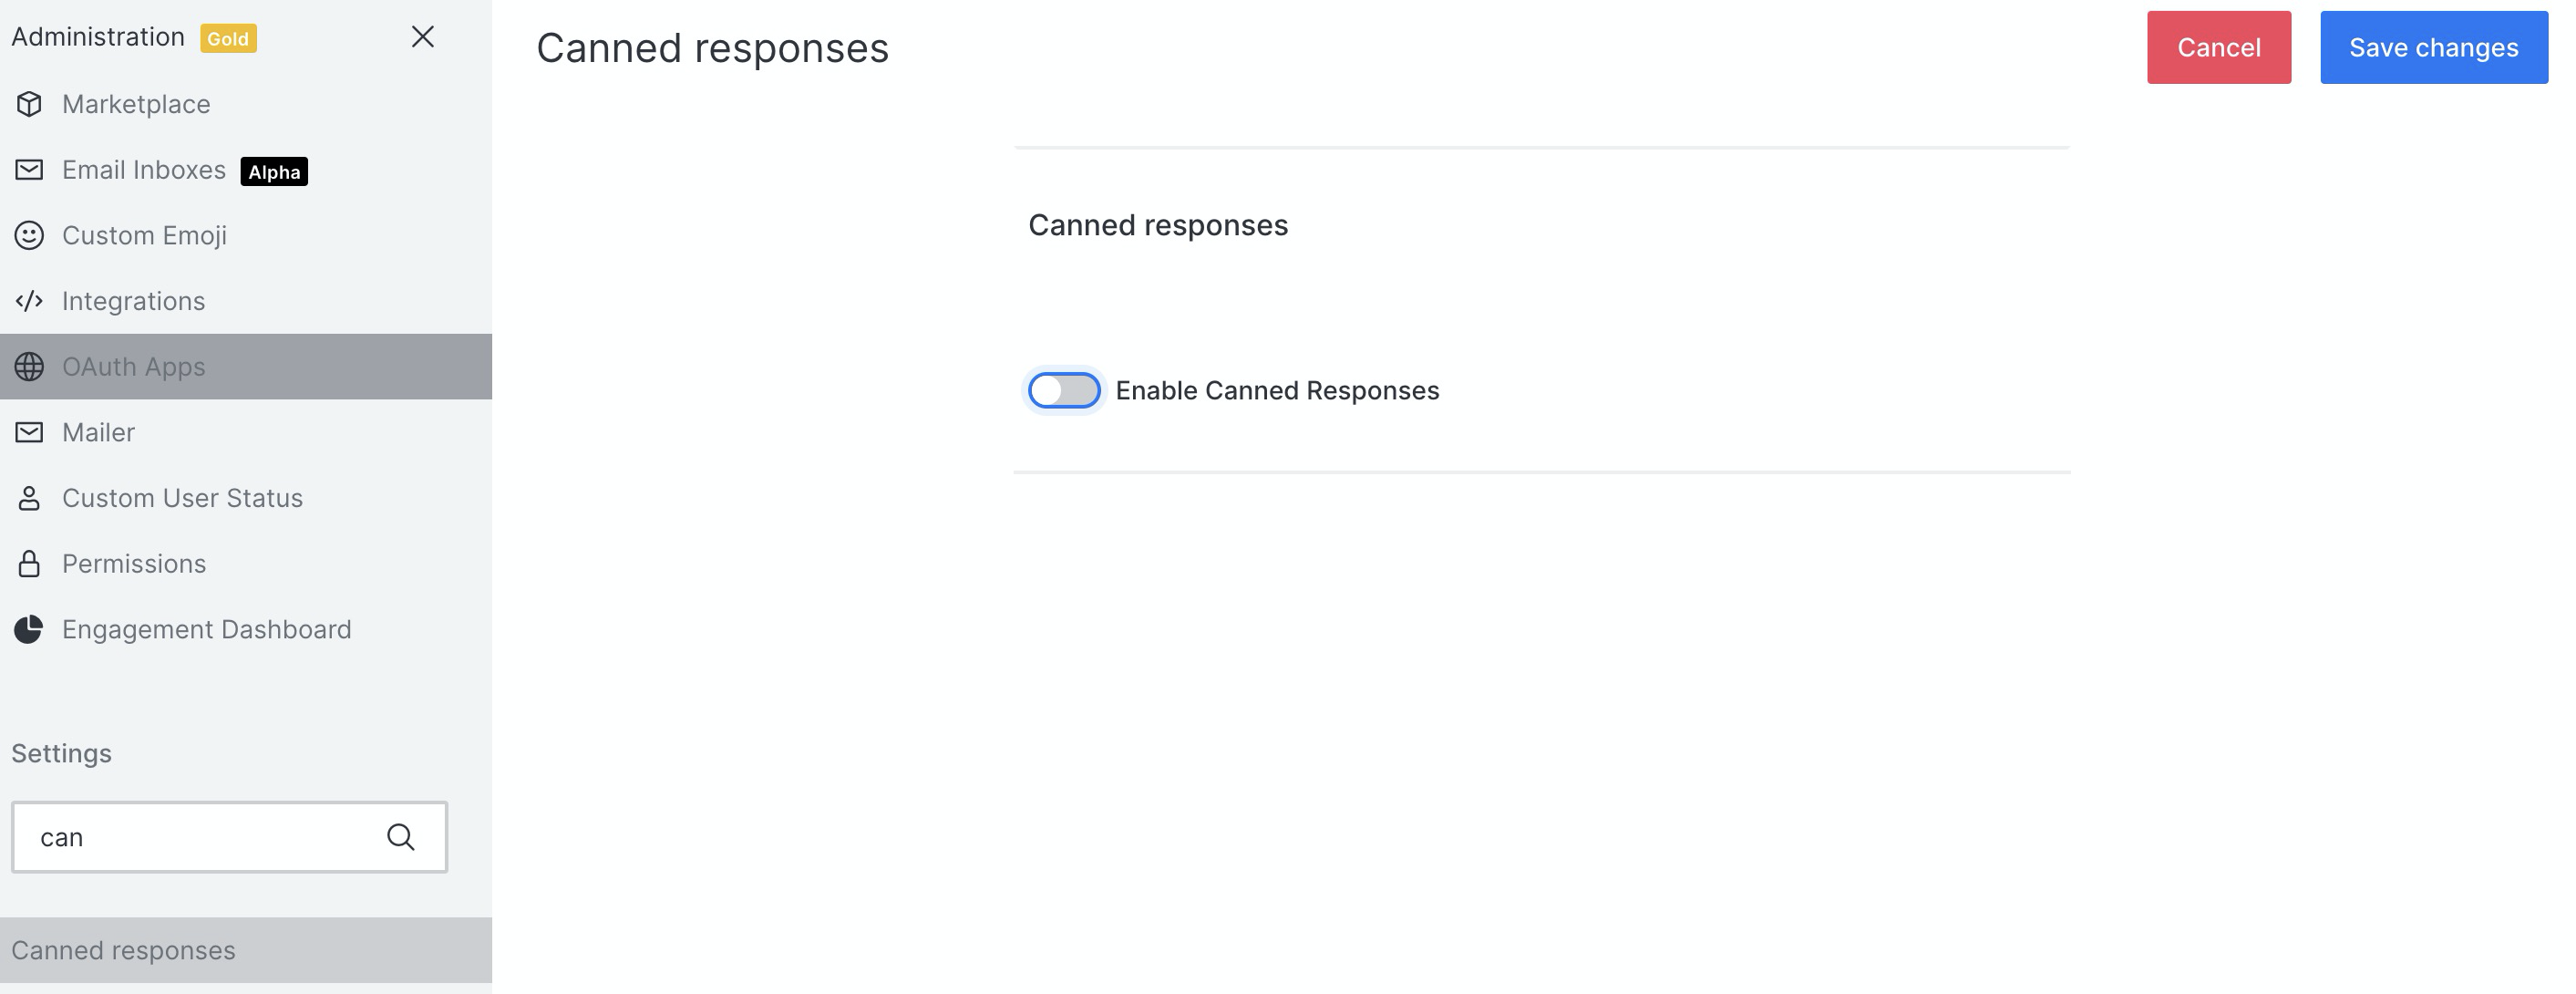 Administration Gold
Marketplace
Email Inboxes Alpha
Custom Emoji
Integrations
OAuth Apps
Mailer
Custom User Status
Permissions
Engagement Dashboard
Settings
can
Canned responses
Canned responses
Cancel
Save changes
Canned responses
Enable Canned Responses